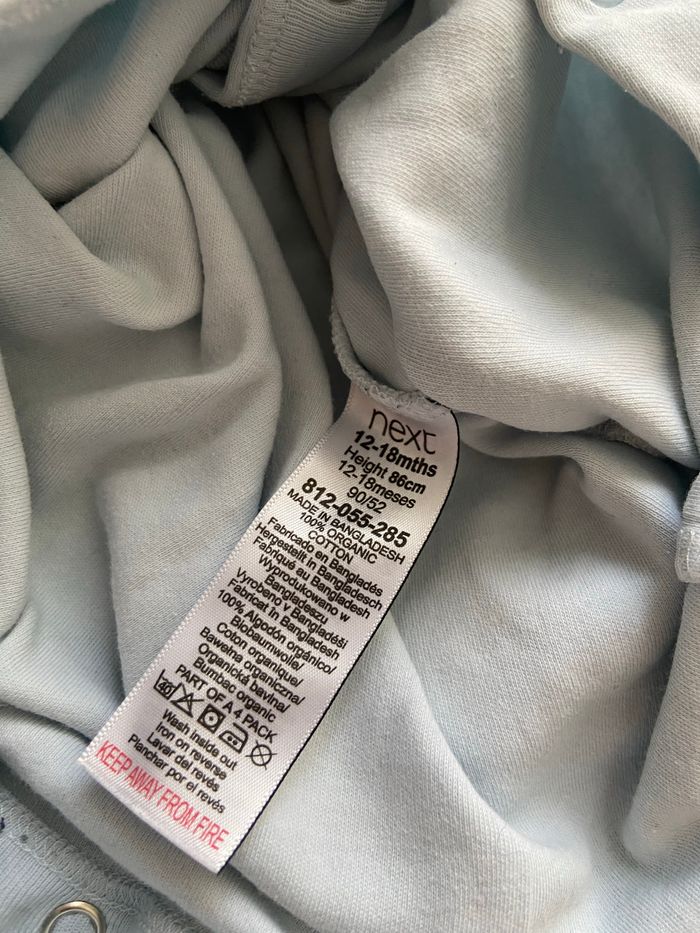 next
12-18mths
Height 86cm
12-18meses
90/52
812-055-285
MADE IN BANGLADESH
100% ORGANIC
COTTON
Fabricado en Bangladés
Hergestellt in Bangladesch
Fabriqué au Bangladesh
Wyprodukowano w
Bangladeszu
Vyrobeno v Bangladéši
Fabricat în Bangladesh
100% Algodón orgánico/
Biobaumwolle/
Coton organique/
Bawełna organiczna/
Organická bavlna/
Bumbac organic
PART OF A 4 PACK
40
Wash inside out
iron on reverse
Lavar del revés
Planchar por el revés
KEEP AWAY FROM FIRE